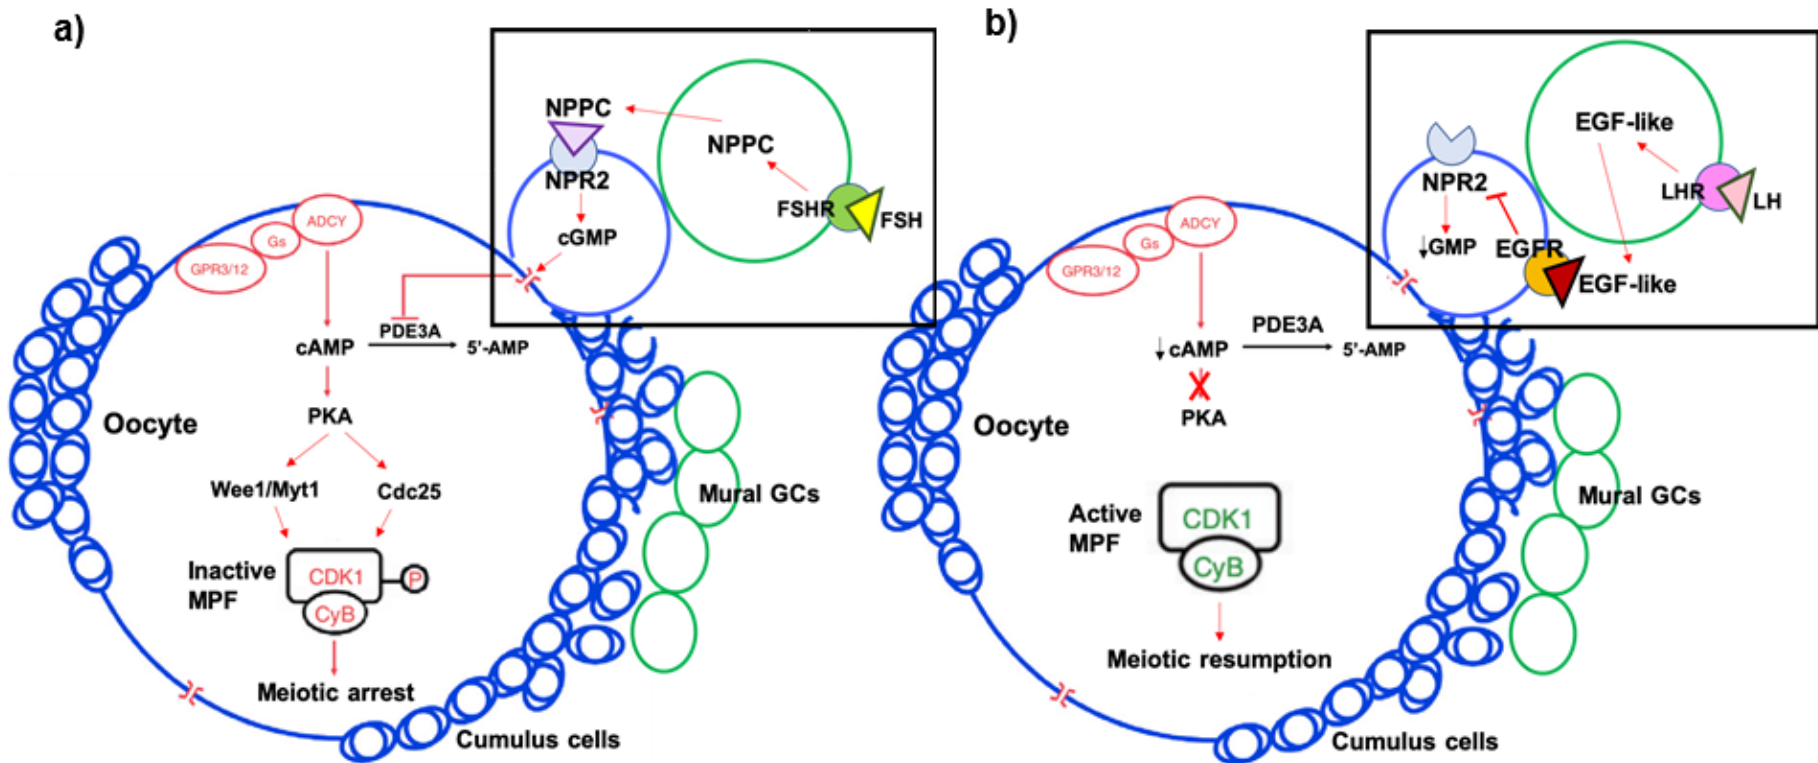 a)
NPPC
NPPC
NPR2
FSHR
FSH
cGMP
ADCY
Gs
GPR3/12
cAMP
PDE3A
5'-AMP
PKA
Oocyte
Wee1/Myt1
Cdc25
Mural GCs
Inactive
MPF
CDK1
P
CyB
Meiotic arrest
Cumulus cells
b)
EGF-like
NPR2
LHR
LH
↓GMP
EGFR
EGF-like
ADCY
Gs
GPR3/12
PDE3A
↓cAMP
5'-AMP
PKA
Oocyte
Mural GCs
Active
MPF
CDK1
CyB
Meiotic resumption
Cumulus cells